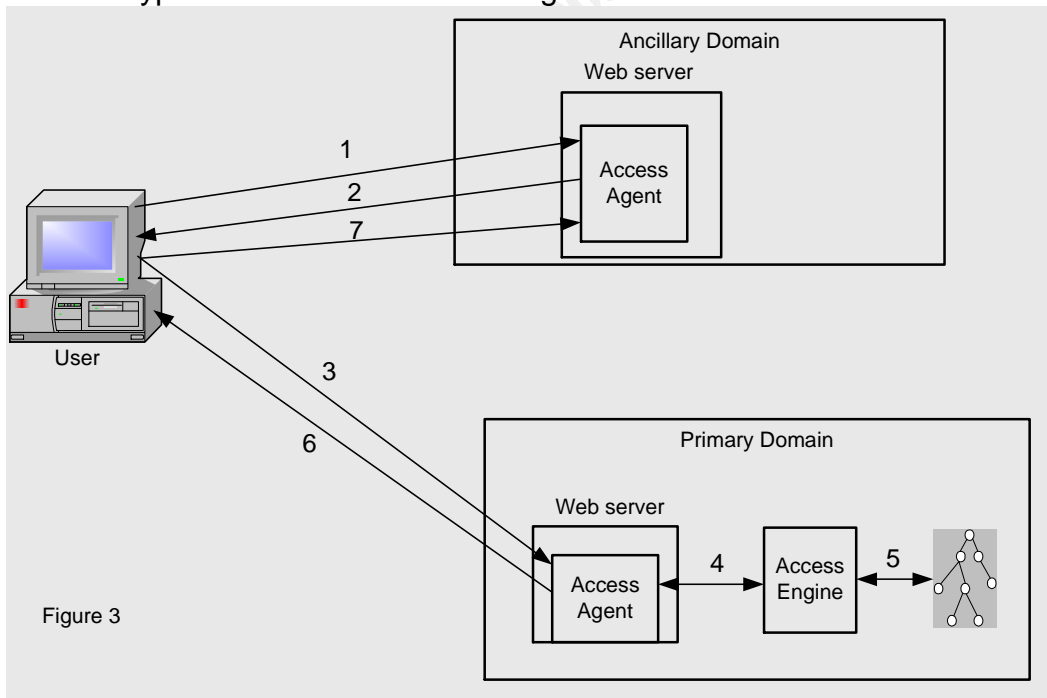 Ancillary Domain
Web server
1
Access
Agent
2
7
User
3
6
Primary Domain
Web server
Access
Agent
4
Access
Engine
5
Figure 3